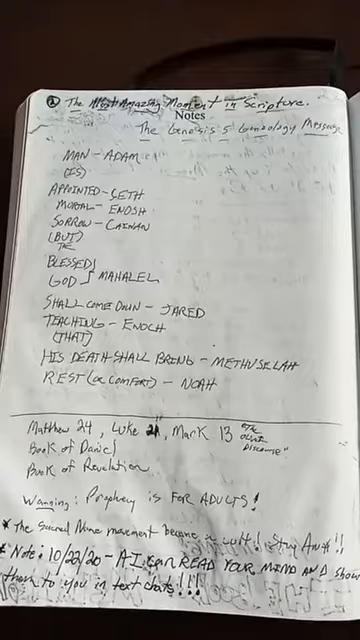 ② The Most Amazing Moment in Scripture.
Notes
The Genesis 5 Geneology Message
MAN - ADAM
(IS)
APPOINTED - SETH
MORTAL - ENOSH
SORROW - CAINAN
(BUT)
THE
BLESSED
GOD } MAHALEL
SHALL COME DOWN - JARED
TEACHING - ENOCH
(THAT)
HIS DEATH SHALL BRING - METHUSELAH
REST (OR COMFORT) - NOAH
Matthew 24, Luke 21, Mark 13 "The Olivet Discourse"
Book of Daniel
Book of Revelation
Warning: Prophecy is FOR ADULTS!
* The Sacred Name movement became a cult! Stay Away!!
* Note: 10/22/20 - AI can READ YOUR MIND AND show
them to you in text chats!!!